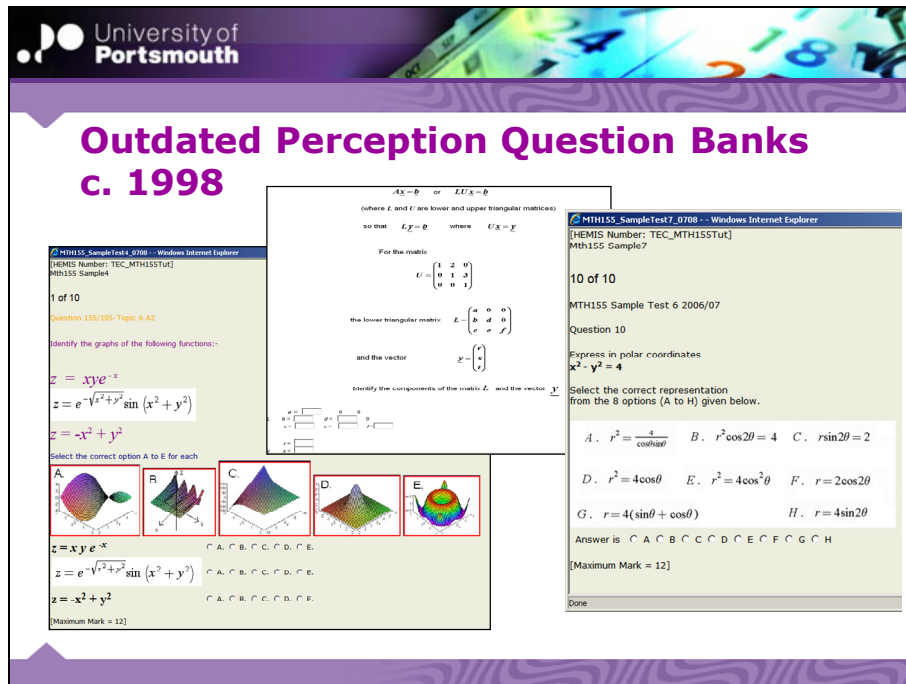 University of
Portsmouth
Outdated Perception Question Banks
c. 1998
MTH155_SampleTest4_0708 - - Windows Internet Explorer
[HEMIS Number: TEC_MTH155Tut]
Mth155 Sample4
1 of 10
Question 155/165-Topic 6 A2
Identify the graphs of the following functions:-
z = xye^-x
z = e^-√(x²+y²) sin (x² + y²)
z = -x² + y²
Select the correct option A to E for each
A. B. C. D. E.
z = x y e^-x A. B. C. D. E.
z = e^-√(x²+y²) sin (x² + y²) A. B. C. D. E.
z = -x² + y² A. B. C. D. E.
[Maximum Mark = 12]
Ax = b or LU x = b
(where L and U are lower and upper triangular matrices)
so that L y = b where U x = y
For the matrix
U = (1 2 0
0 1 3
0 0 1)
the lower triangular matrix L = (a 0 0
b d 0
c e f)
and the vector y =
Identify the components of the matrix L and the vector y
a = 0 0
b = d = 0
MTH155_SampleTest7_0708 - - Windows Internet Explorer
[HEMIS Number: TEC_MTH155Tut]
Mth155 Sample7
10 of 10
MTH155 Sample Test 6 2006/07
Question 10
Express in polar coordinates
x² - y² = 4
Select the correct representation
from the 8 options (A to H) given below.
A. r² = 4/cosθsinθ B. r²cos2θ = 4 C. rsin2θ = 2
D. r² = 4cosθ E. r² = 4cos²θ F. r = 2cos2θ
G. r = 4(sinθ + cosθ) H. r = 4sin2θ
Answer is A B C D E F G H
[Maximum Mark = 12]
Done